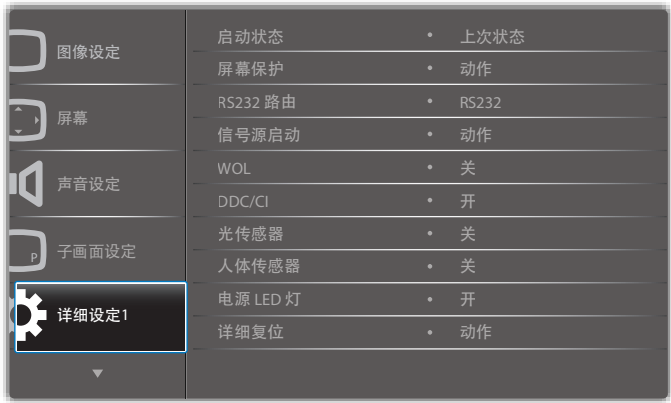 图像设定
屏幕
声音设定
子画面设定
P
详细设定1
启动状态 • 上次状态
屏幕保护 • 动作
RS232 路由 • RS232
信号源启动 • 动作
WOL • 关
DDC/CI • 开
光传感器 • 关
人体传感器 • 关
电源 LED 灯 • 开
详细复位 • 动作